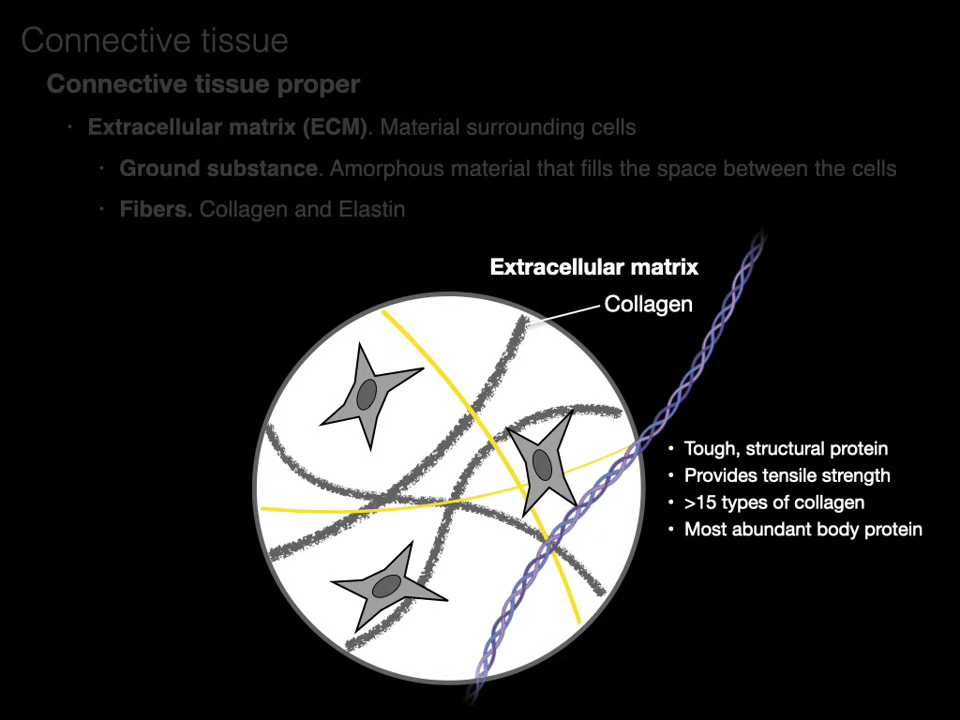 Connective tissue
Connective tissue proper
• Extracellular matrix (ECM). Material surrounding cells
• Ground substance. Amorphous material that fills the space between the cells
• Fibers. Collagen and Elastin
Extracellular matrix
Collagen
• Tough, structural protein
• Provides tensile strength
• >15 types of collagen
• Most abundant body protein